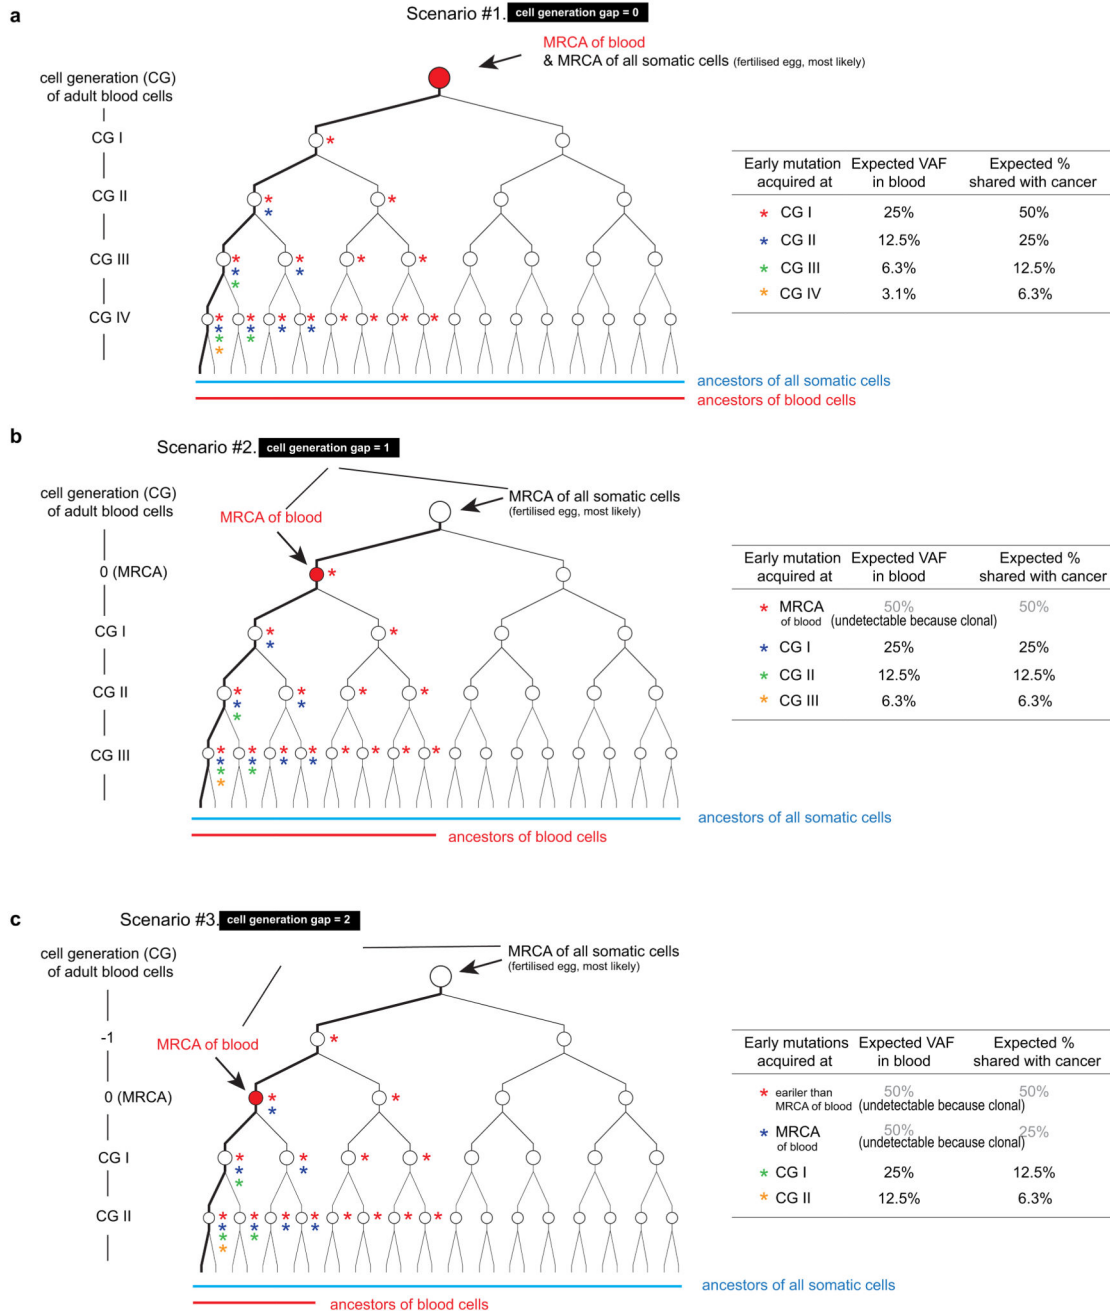 a
Scenario #1. cell generation gap = 0
MRCA of blood
& MRCA of all somatic cells (fertilised egg, most likely)
cell generation (CG)
of adult blood cells
CG I
*
CG II
* *
*
CG III
* * * *
* *
*
CG IV
* * * * * * * *
* * * *
* *
*
ancestors of all somatic cells
ancestors of blood cells
Early mutation Expected VAF Expected %
acquired at in blood shared with cancer
* CG I 25% 50%
* CG II 12.5% 25%
* CG III 6.3% 12.5%
* CG IV 3.1% 6.3%
b
Scenario #2. cell generation gap = 1
cell generation (CG)
of adult blood cells
MRCA of all somatic cells
(fertilised egg, most likely)
MRCA of blood
0 (MRCA)
*
CG I
* *
*
CG II
* * * *
* *
*
CG III
* * * * * * * *
* * * *
* *
*
ancestors of all somatic cells
ancestors of blood cells
Early mutation Expected VAF Expected %
acquired at in blood shared with cancer
* MRCA 50% 50%
of blood (undetectable because clonal)
* CG I 25% 25%
* CG II 12.5% 12.5%
* CG III 6.3% 6.3%
c
Scenario #3. cell generation gap = 2
cell generation (CG)
of adult blood cells
MRCA of all somatic cells
(fertilised egg, most likely)
-1
*
MRCA of blood
0 (MRCA)
* *
*
CG I
* * * *
* *
*
CG II
* * * * * * * *
* * * *
* *
*
ancestors of all somatic cells
ancestors of blood cells
Early mutations Expected VAF Expected %
acquired at in blood shared with cancer
* eariler than 50% 50%
MRCA of blood (undetectable because clonal)
* MRCA 50% 25%
of blood (undetectable because clonal)
* CG I 25% 12.5%
* CG II 12.5% 6.3%